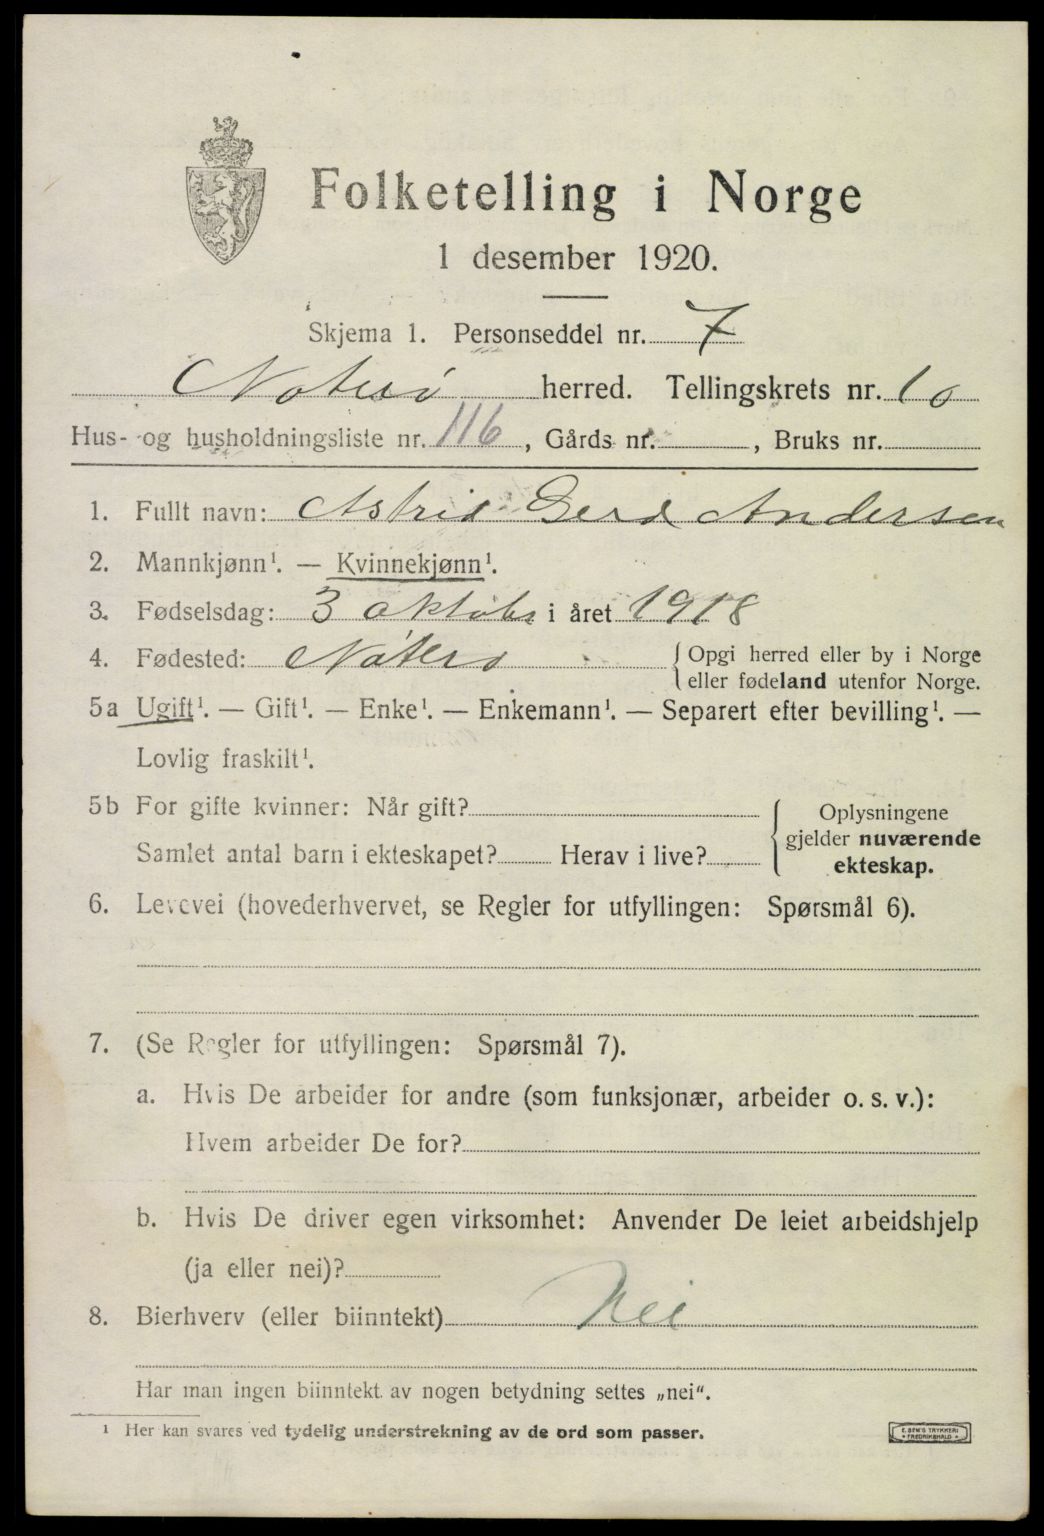 Folketelling i Norge
1 desember 1920.
Skjema 1. Personseddel nr. 7
Nøterø herred. Tellingskrets nr. 10
Hus- og husholdningsliste nr. 116, Gårds nr. , Bruks nr.
1. Fullt navn: Astrid Gerd Andersen
2. Mannkjønn¹. — Kvinnekjønn¹.
3. Fødselsdag: 3 oktober i året 1918
4. Fødested: Nøterø { Opgi herred eller by i Norge
eller fødeland utenfor Norge.
5a Ugift¹. — Gift¹. — Enke¹. — Enkemann¹. — Separert efter bevilling¹. —
Lovlig fraskilt¹.
5b For gifte kvinner: Når gift?
Samlet antal barn i ekteskapet? Herav i live?
{ Oplysningene
gjelder nuværende
ekteskap.
6. Levevei (hovederhvervet, se Regler for utfyllingen: Spørsmål 6).
7. (Se Regler for utfyllingen: Spørsmål 7).
a. Hvis De arbeider for andre (som funksjonær, arbeider o. s. v.):
Hvem arbeider De for?
b. Hvis De driver egen virksomhet: Anvender De leiet arbeidshjelp
(ja eller nei)?
8. Bierhverv (eller biinntekt) Nei
Har man ingen biinntekt av nogen betydning settes „nei".
¹ Her kan svares ved tydelig understrekning av de ord som passer.
E. SEM'S TRYKKERI
• FREDRIKSHALD •